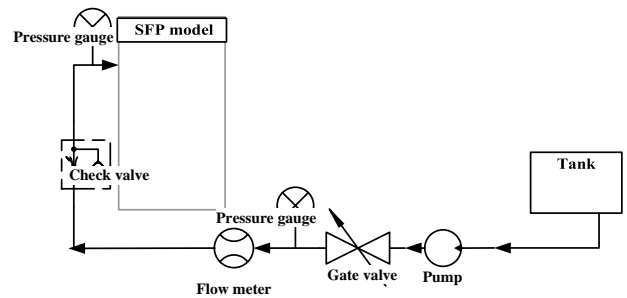 SFP model
Pressure gauge
Check valve
Tank
Pressure gauge
Gate valve
Pump
Flow meter